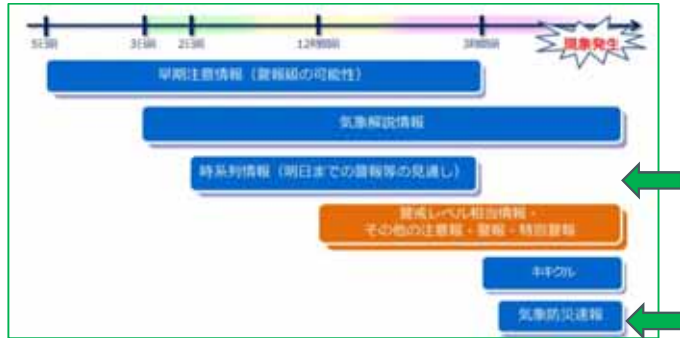 5日前
3日前
2日前
12時間前
3時間前
現象発生
早期注意情報（警報級の可能性）
気象解説情報
時系列情報（明日までの警報等の見通し）
警戒レベル相当情報・
その他の注意報・警報・特別警報
キキクル
気象防災速報